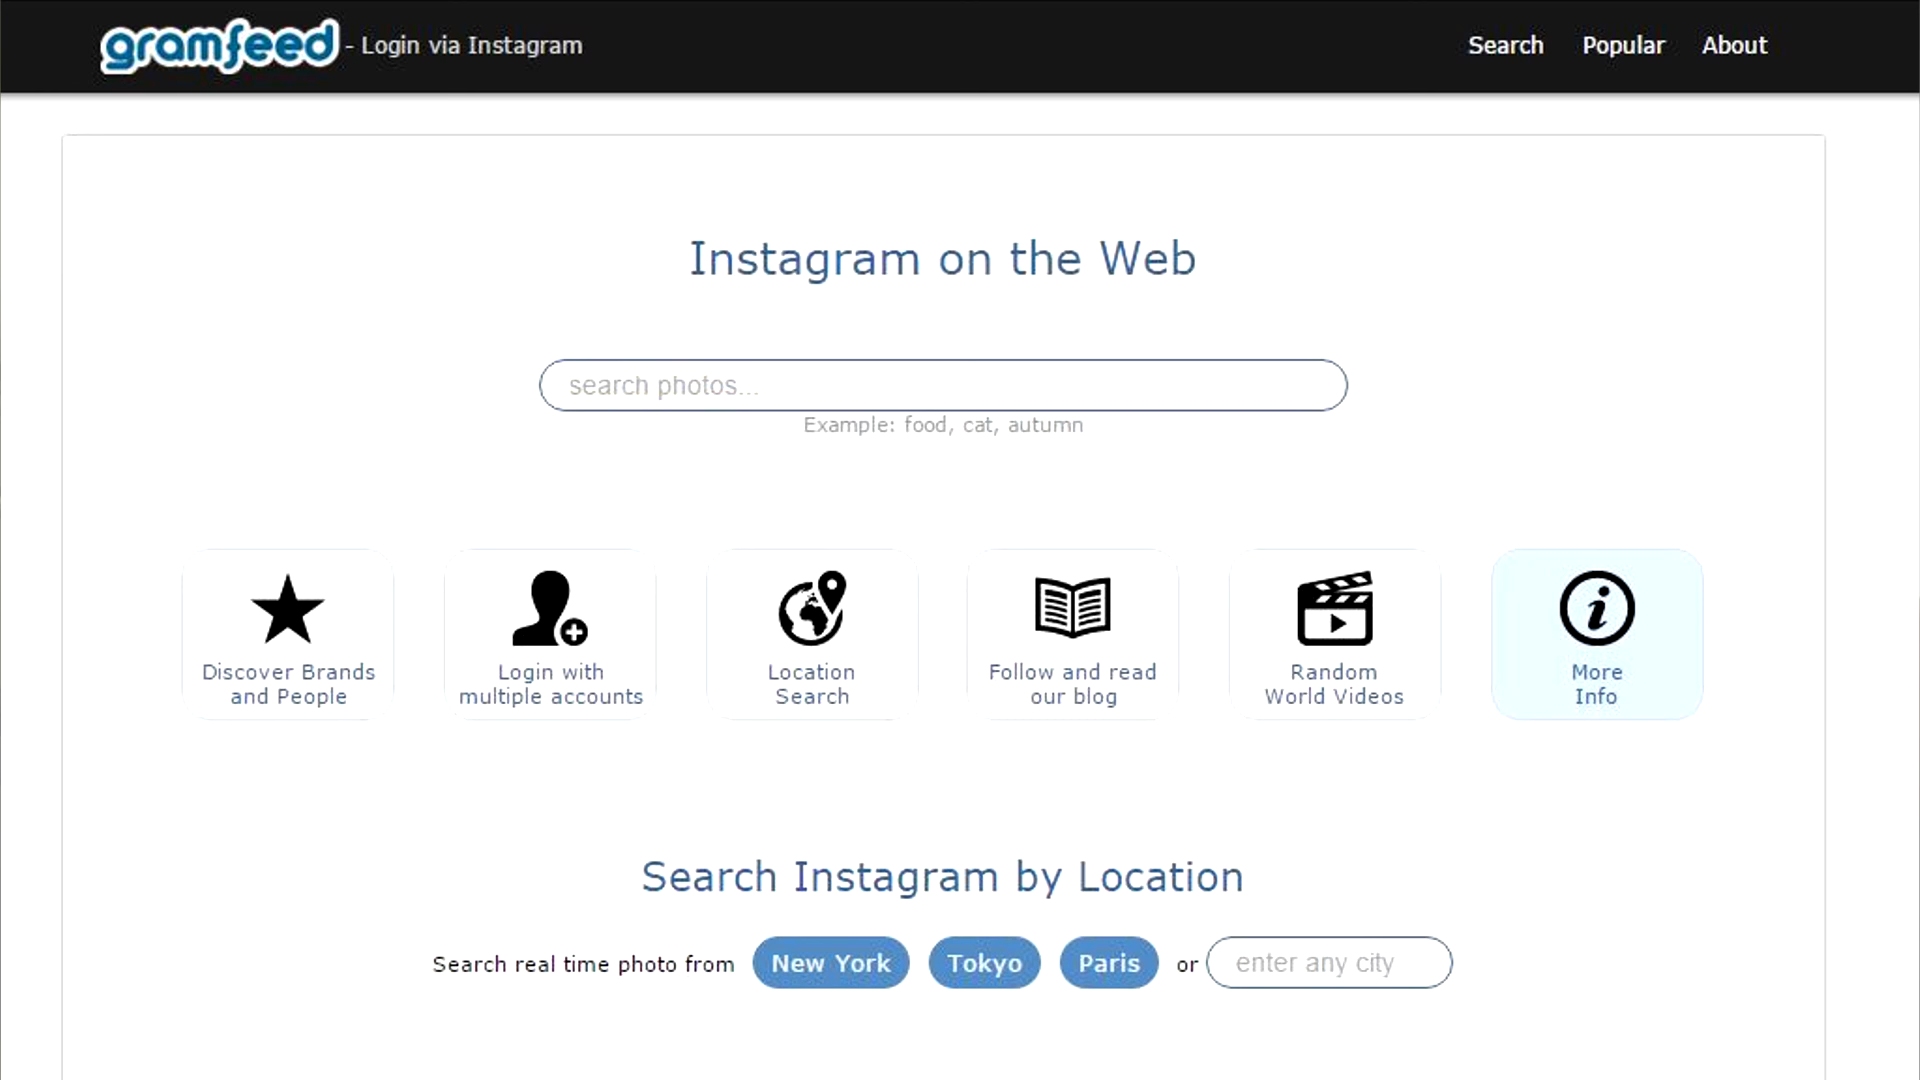 gramfeed - Login via Instagram
Search Popular About
Instagram on the Web
search photos...
Example: food, cat, autumn
Discover Brands
and People
Login with
multiple accounts
Location
Search
Follow and read
our blog
Random
World Videos
More
Info
Search Instagram by Location
Search real time photo from New York Tokyo Paris or enter any city